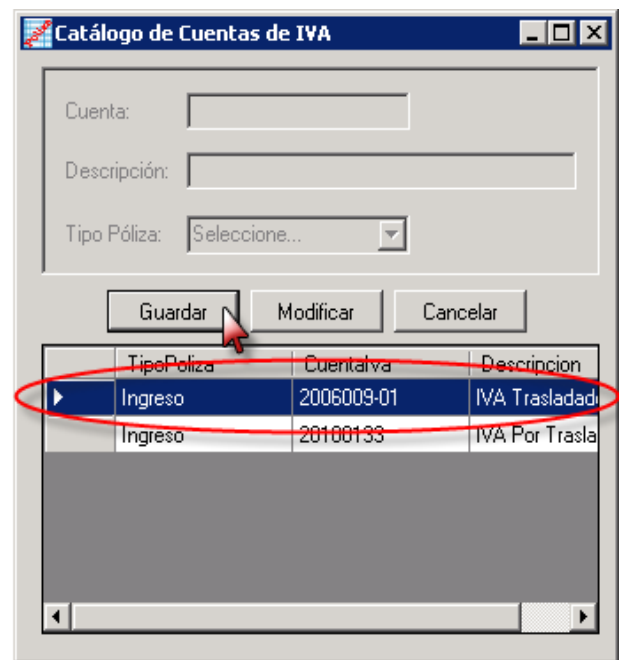 Catálogo de Cuentas de IVA
Cuenta:
Descripción:
Tipo Póliza: Seleccione...
Guardar Modificar Cancelar
TipoPoliza CuentaIva Descripcion
Ingreso 2006009-01 IVA Trasladad
Ingreso 20100133 IVA Por Trasla